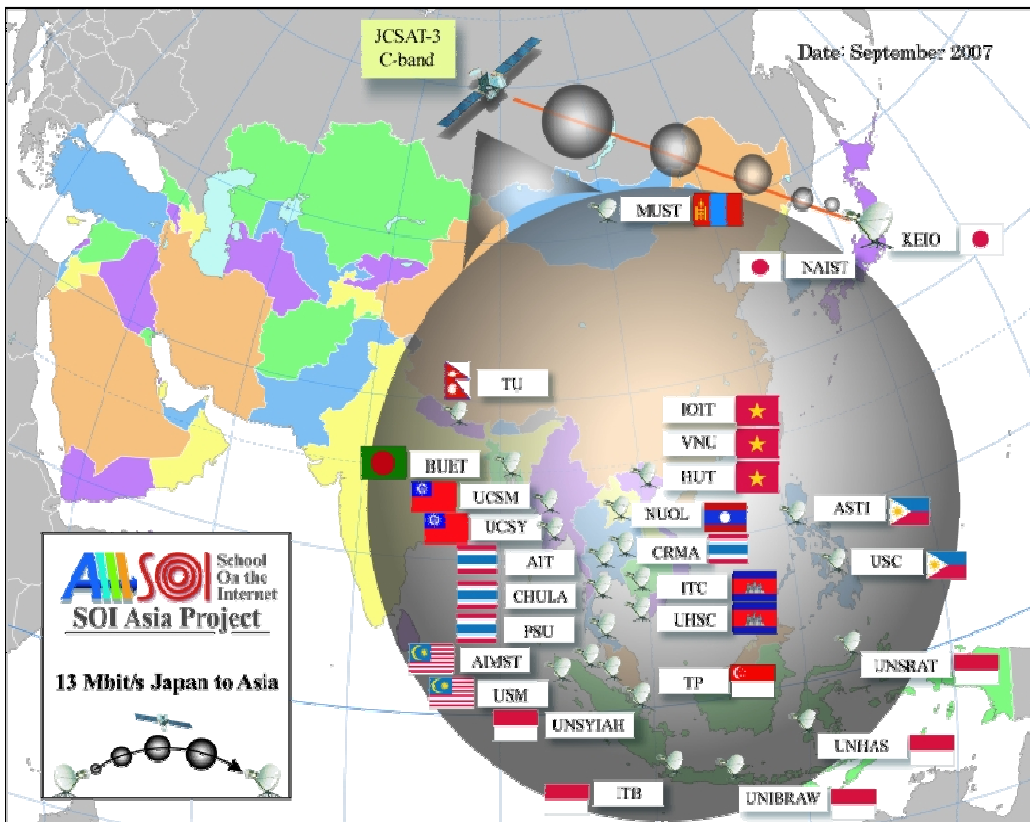 JCSAT-3
C-band
Date: September 2007
MUST
KEIO
NAIST
TU
IOIT
VNU
BUET
HUT
UCSM
NUOL
ASTI
UCSY
AIT
CRMA
USC
CHULA
ITC
PSU
UHSC
AIMST
UNSRAT
USM
TP
UNSYIAH
UNHAS
ITB
UNIBRAW
AI SOI
School
On the
Internet
SOI Asia Project
13 Mbit/s Japan to Asia